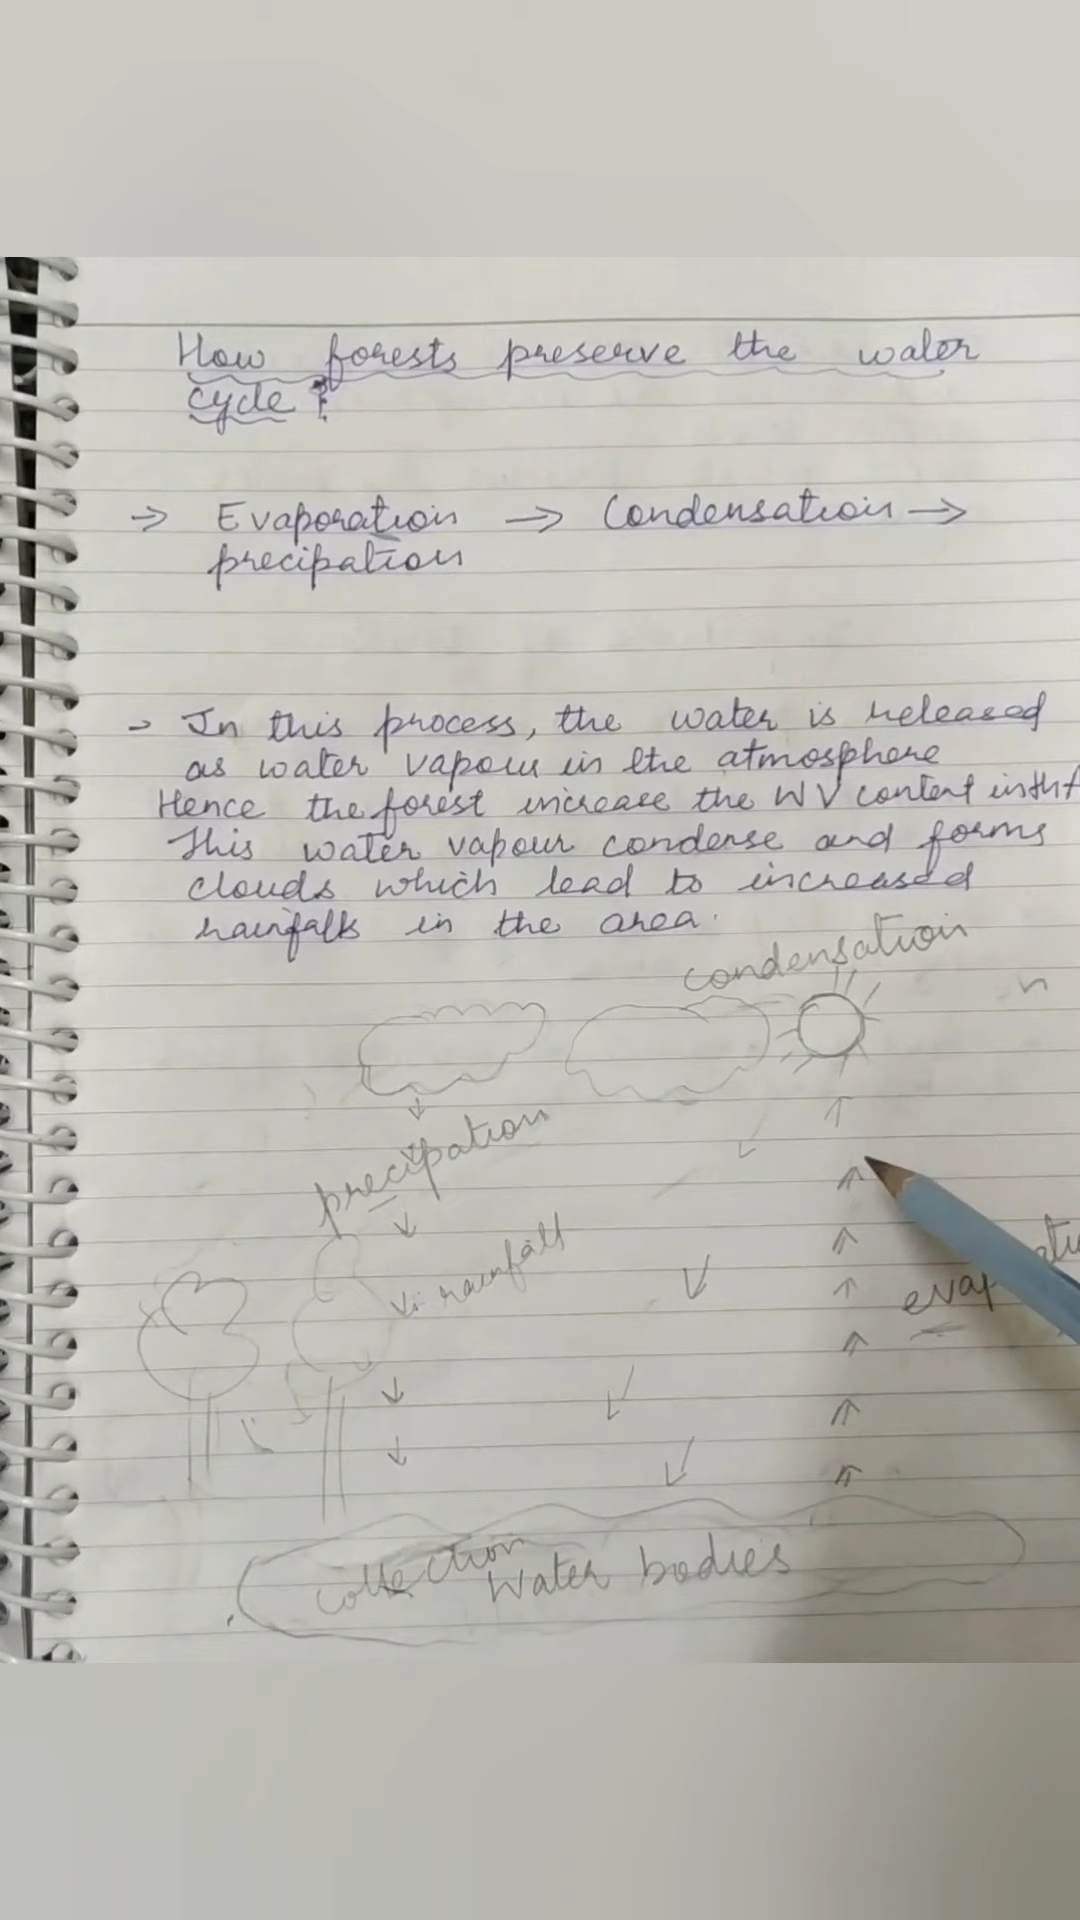 How forests preserve the water
cycle ?
→ Evaporation → Condensation →
precipation
→ In this process, the water is released
as water vapour in the atmosphere
Hence the forest increase the WV content in
This water vapour condense and forms
clouds which lead to increased
rainfalls in the area.
condensation
precipation
rainfall
evap
collection
Water bodies